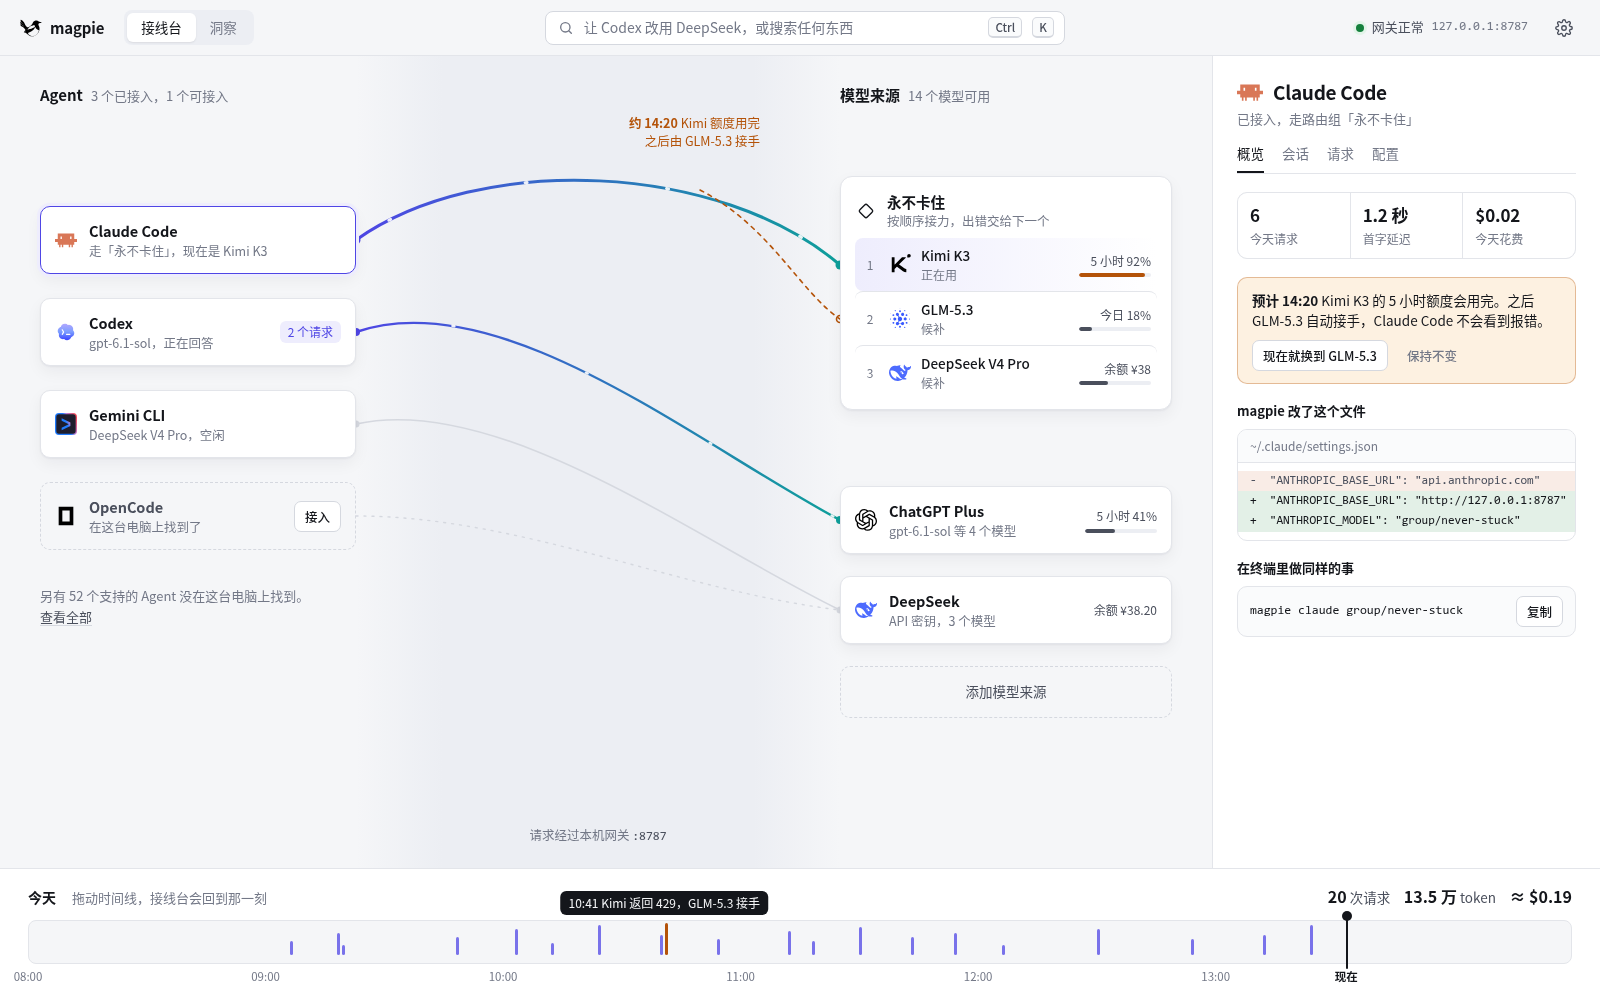 magpie
接线台
洞察
让 Codex 改用 DeepSeek，或搜索任何东西
Ctrl
K
网关正常
127.0.0.1:8787
Agent
3 个已接入，1 个可接入
模型来源
14 个模型可用
约 14:20 Kimi 额度用完
之后由 GLM-5.3 接手
Claude Code
走「永不卡住」，现在是 Kimi K3
Codex
gpt-6.1-sol，正在回答
2 个请求
Gemini CLI
DeepSeek V4 Pro，空闲
OpenCode
在这台电脑上找到了
接入
另有 52 个支持的 Agent 没在这台电脑上找到。
查看全部
永不卡住
按顺序接力，出错交给下一个
1
Kimi K3
正在用
5 小时 92%
2
GLM-5.3
候补
今日 18%
3
DeepSeek V4 Pro
候补
余额 ¥38
ChatGPT Plus
gpt-6.1-sol 等 4 个模型
5 小时 41%
DeepSeek
API 密钥，3 个模型
余额 ¥38.20
添加模型来源
请求经过本机网关 :8787
Claude Code
已接入，走路由组「永不卡住」
概览
会话
请求
配置
6
今天请求
1.2 秒
首字延迟
$0.02
今天花费
预计 14:20 Kimi K3 的 5 小时额度会用完。之后
GLM-5.3 自动接手，Claude Code 不会看到报错。
现在就换到 GLM-5.3
保持不变
magpie 改了这个文件
~/.claude/settings.json
- "ANTHROPIC_BASE_URL": "api.anthropic.com"
+ "ANTHROPIC_BASE_URL": "http://127.0.0.1:8787"
+ "ANTHROPIC_MODEL": "group/never-stuck"
在终端里做同样的事
magpie claude group/never-stuck
复制
今天
拖动时间线，接线台会回到那一刻
10:41 Kimi 返回 429，GLM-5.3 接手
20 次请求
13.5 万 token
≈ $0.19
08:00
09:00
10:00
11:00
12:00
13:00
现在